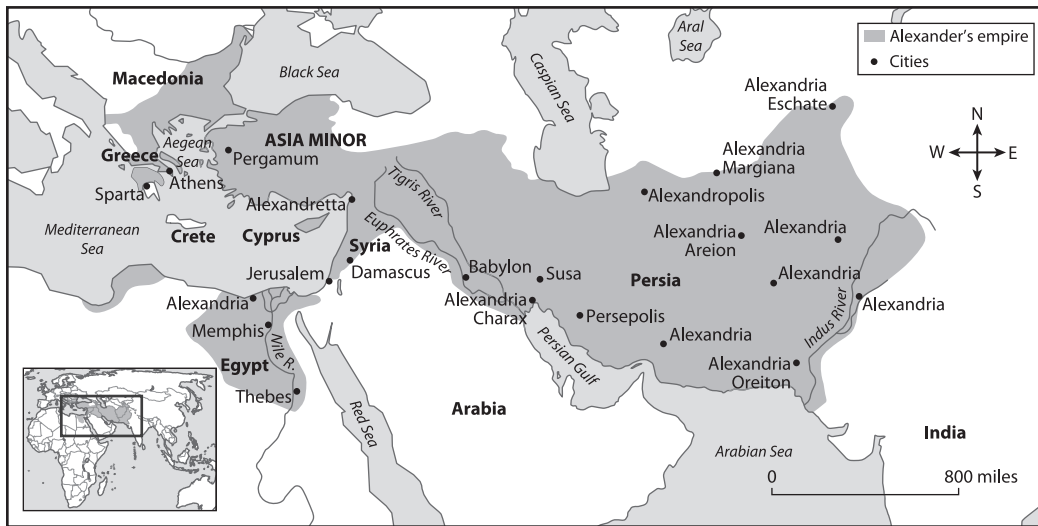 Aral
Sea
Alexander's empire
Cities
Black Sea
Caspian Sea
Macedonia
Alexandria
Eschate
N
W
E
S
Aegean
Sea
ASIA MINOR
Greece
Pergamum
Athens
Sparta
Alexandria
Margiana
Tigris River
Alexandropolis
Alexandretta
Mediterranean
Sea
Crete
Cyprus
Euphrates River
Syria
Alexandria
Areion
Alexandria
Jerusalem
Damascus
Babylon
Susa
Persia
Alexandria
Alexandria
Alexandria
Charax
Persepolis
Alexandria
Indus River
Memphis
Nile R.
Egypt
Persian Gulf
Alexandria
Alexandria
Oreiton
Thebes
Red Sea
Arabia
India
Arabian Sea
0
800 miles